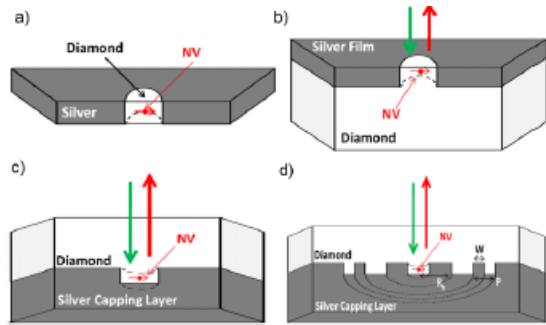 a)
Diamond
NV
Silver
b)
Silver Film
NV
Diamond
c)
NV
Diamond
Silver Capping Layer
d)
NV
W
Diamond
P
Silver Capping Layer